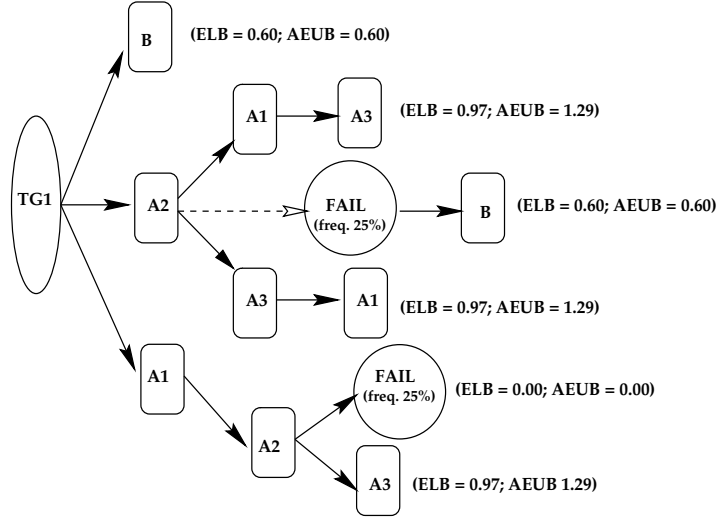 B (ELB = 0.60; AEUB = 0.60)
A1 A3 (ELB = 0.97; AEUB = 1.29)
TG1 A2 FAIL B (ELB = 0.60; AEUB = 0.60)
(freq. 25%)
A3 A1 (ELB = 0.97; AEUB = 1.29)
A1 FAIL (ELB = 0.00; AEUB = 0.00)
(freq. 25%)
A2
A3 (ELB = 0.97; AEUB 1.29)